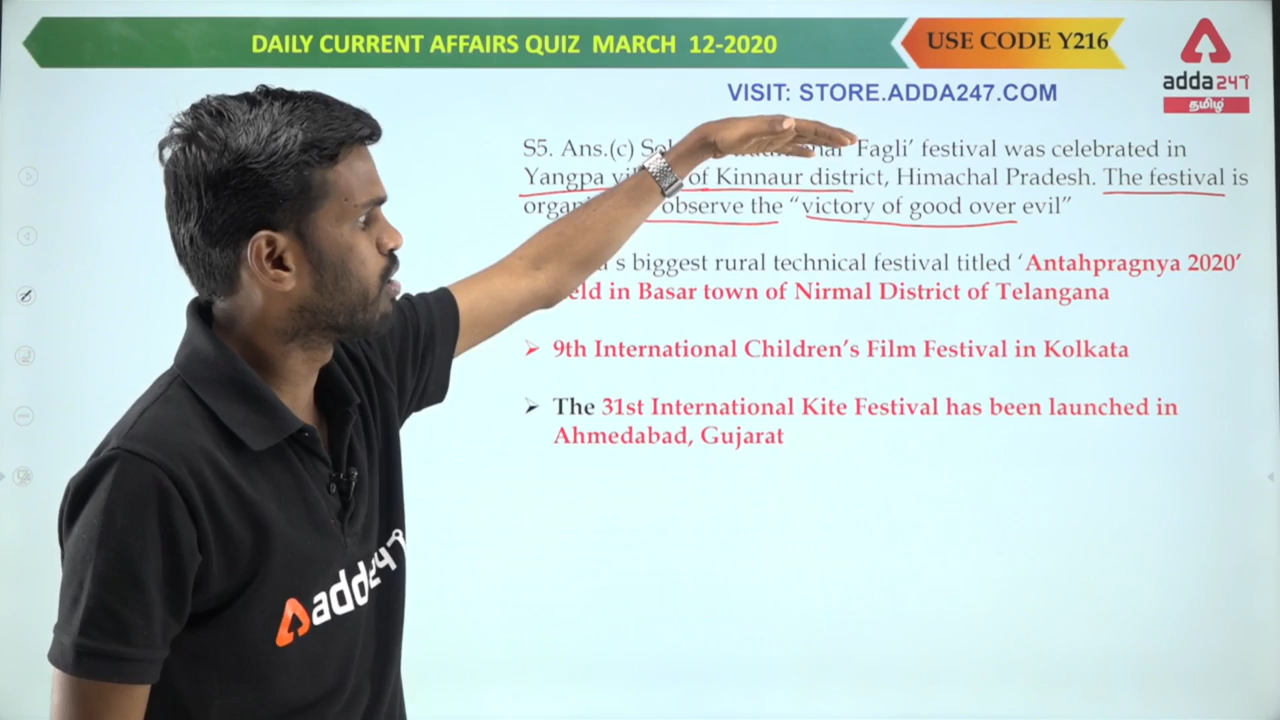 DAILY CURRENT AFFAIRS QUIZ MARCH 12-2020
USE CODE Y216
adda247
தமிழ்
VISIT: STORE.ADDA247.COM
S5. Ans.(c) 'Fagli' festival was celebrated in
Yangpa of Kinnaur district, Himachal Pradesh. The festival is
observe the “victory of good over evil”
's biggest rural technical festival titled ‘Antahpragnya 2020’
in Basar town of Nirmal District of Telangana
➢ 9th International Children’s Film Festival in Kolkata
➢ The 31st International Kite Festival has been launched in
Ahmedabad, Gujarat
adda247